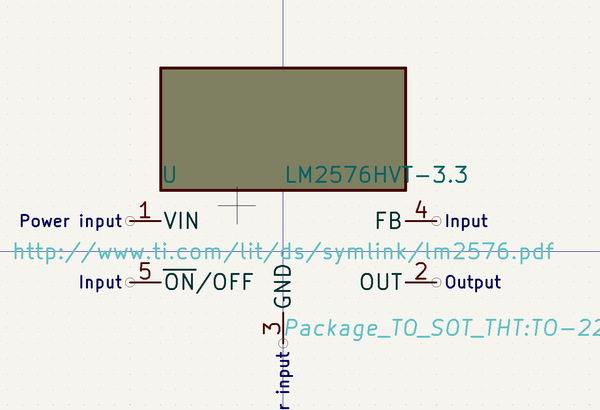 U LM2576HVT-3.3
Power input 1 VIN FB 4 Input
http://www.ti.com/lit/ds/symlink/lm2576.pdf
Input 5 ON/OFF OUT 2 Output
GND
3 Package_TO_SOT_THT:TO-22
input